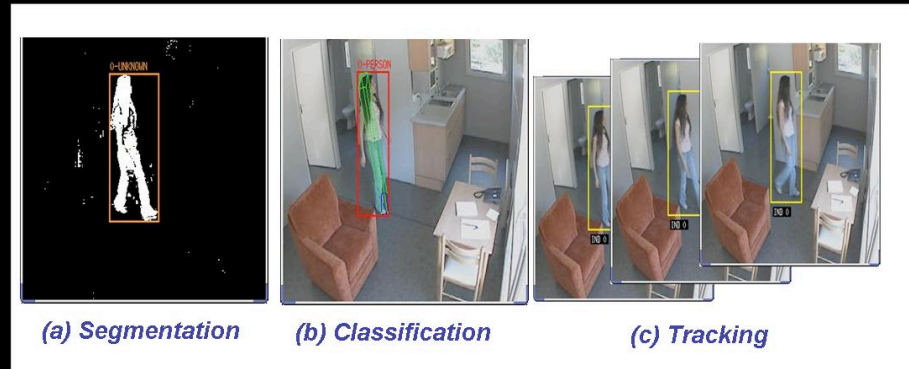 0-UNKNOWN
0-PERSON
IND 0
IND 0
IND 0
(a) Segmentation
(b) Classification
(c) Tracking